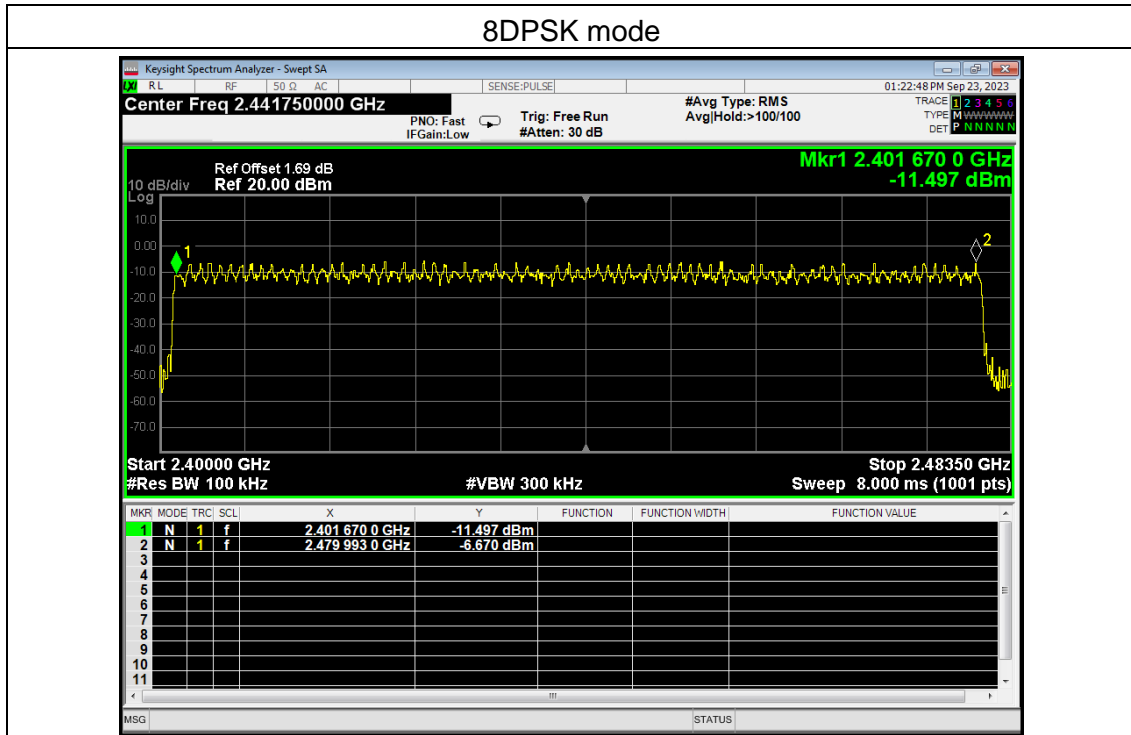 8DPSK mode
Keysight Spectrum Analyzer - Swept SA
LXI RL RF 50 Ω AC SENSE:PULSE 01:22:48 PM Sep 23, 2023
Center Freq 2.441750000 GHz #Avg Type: RMS TRACE 1 2 3 4 5 6
PNO: Fast Trig: Free Run Avg|Hold:>100/100 TYPE M WWWWW
IFGain:Low #Atten: 30 dB DET P N N N N N
Mkr1 2.401 670 0 GHz
-11.497 dBm
Ref Offset 1.69 dB
10 dB/div Ref 20.00 dBm
Log
10.0
0.00
-10.0
-20.0
-30.0
-40.0
-50.0
-60.0
-70.0
1
2
Start 2.40000 GHz Stop 2.48350 GHz
#Res BW 100 kHz #VBW 300 kHz Sweep 8.000 ms (1001 pts)
MKR MODE TRC SCL X Y FUNCTION FUNCTION WIDTH FUNCTION VALUE
1 N 1 f 2.401 670 0 GHz -11.497 dBm
2 N 1 f 2.479 993 0 GHz -6.670 dBm
3
4
5
6
7
8
9
10
11
MSG STATUS